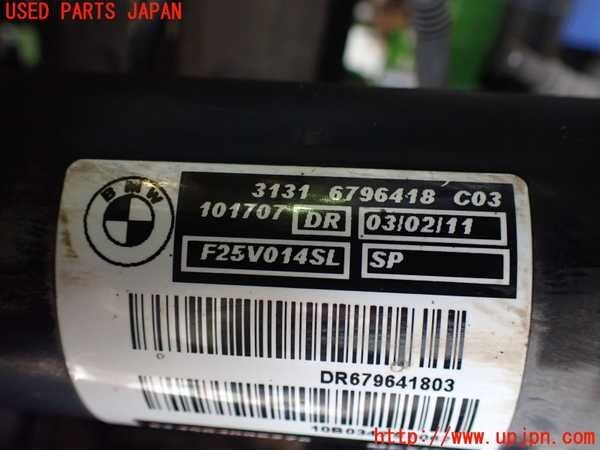 USED PARTS JAPAN
BMW
3131 6796418 C03
101707 DR 03/02/11
F25V014SL SP
DR679641803
http://www.upjpn.com/